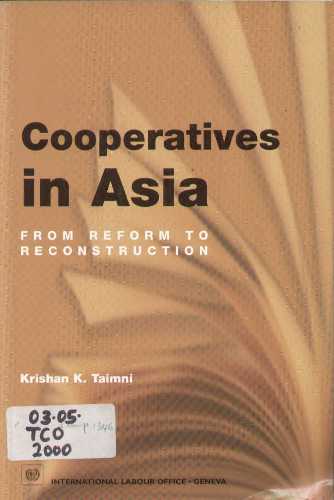 Cooperatives
in Asia
FROM REFORM TO
RECONSTRUCTION
Krishan K. Taimni
03.05.
TCO
2000
INTERNATIONAL LABOUR OFFICE · GENEVA